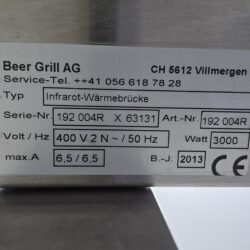 Beer Grill AG CH 5612 Villmergen
Service-Tel. ++41 056 618 78 28
Typ Infrarot-Wärmebrücke
Serie-Nr. 192 004R X 63131 Art.-Nr. 192 004R
Volt / Hz 400 V 2 N ~ / 50 Hz Watt 3000
max.A 6,5 / 6,5 B.-J. 2013 CE